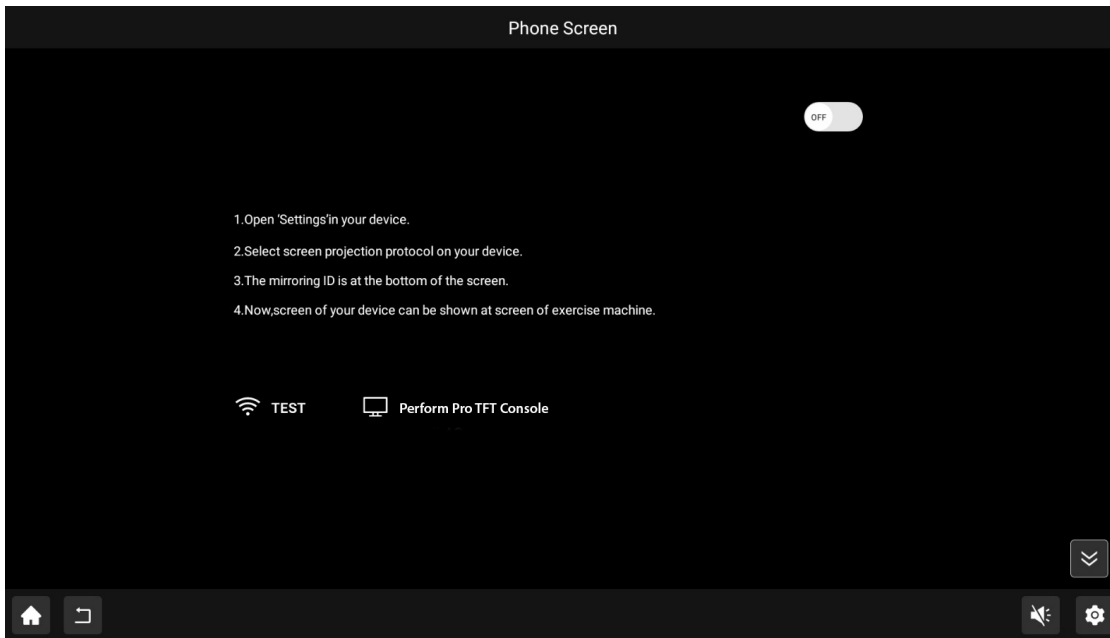 Phone Screen
OFF
1.Open 'Settings'in your device.
2.Select screen projection protocol on your device.
3.The mirroring ID is at the bottom of the screen.
4.Now,screen of your device can be shown at screen of exercise machine.
TEST Perform Pro TFT Console